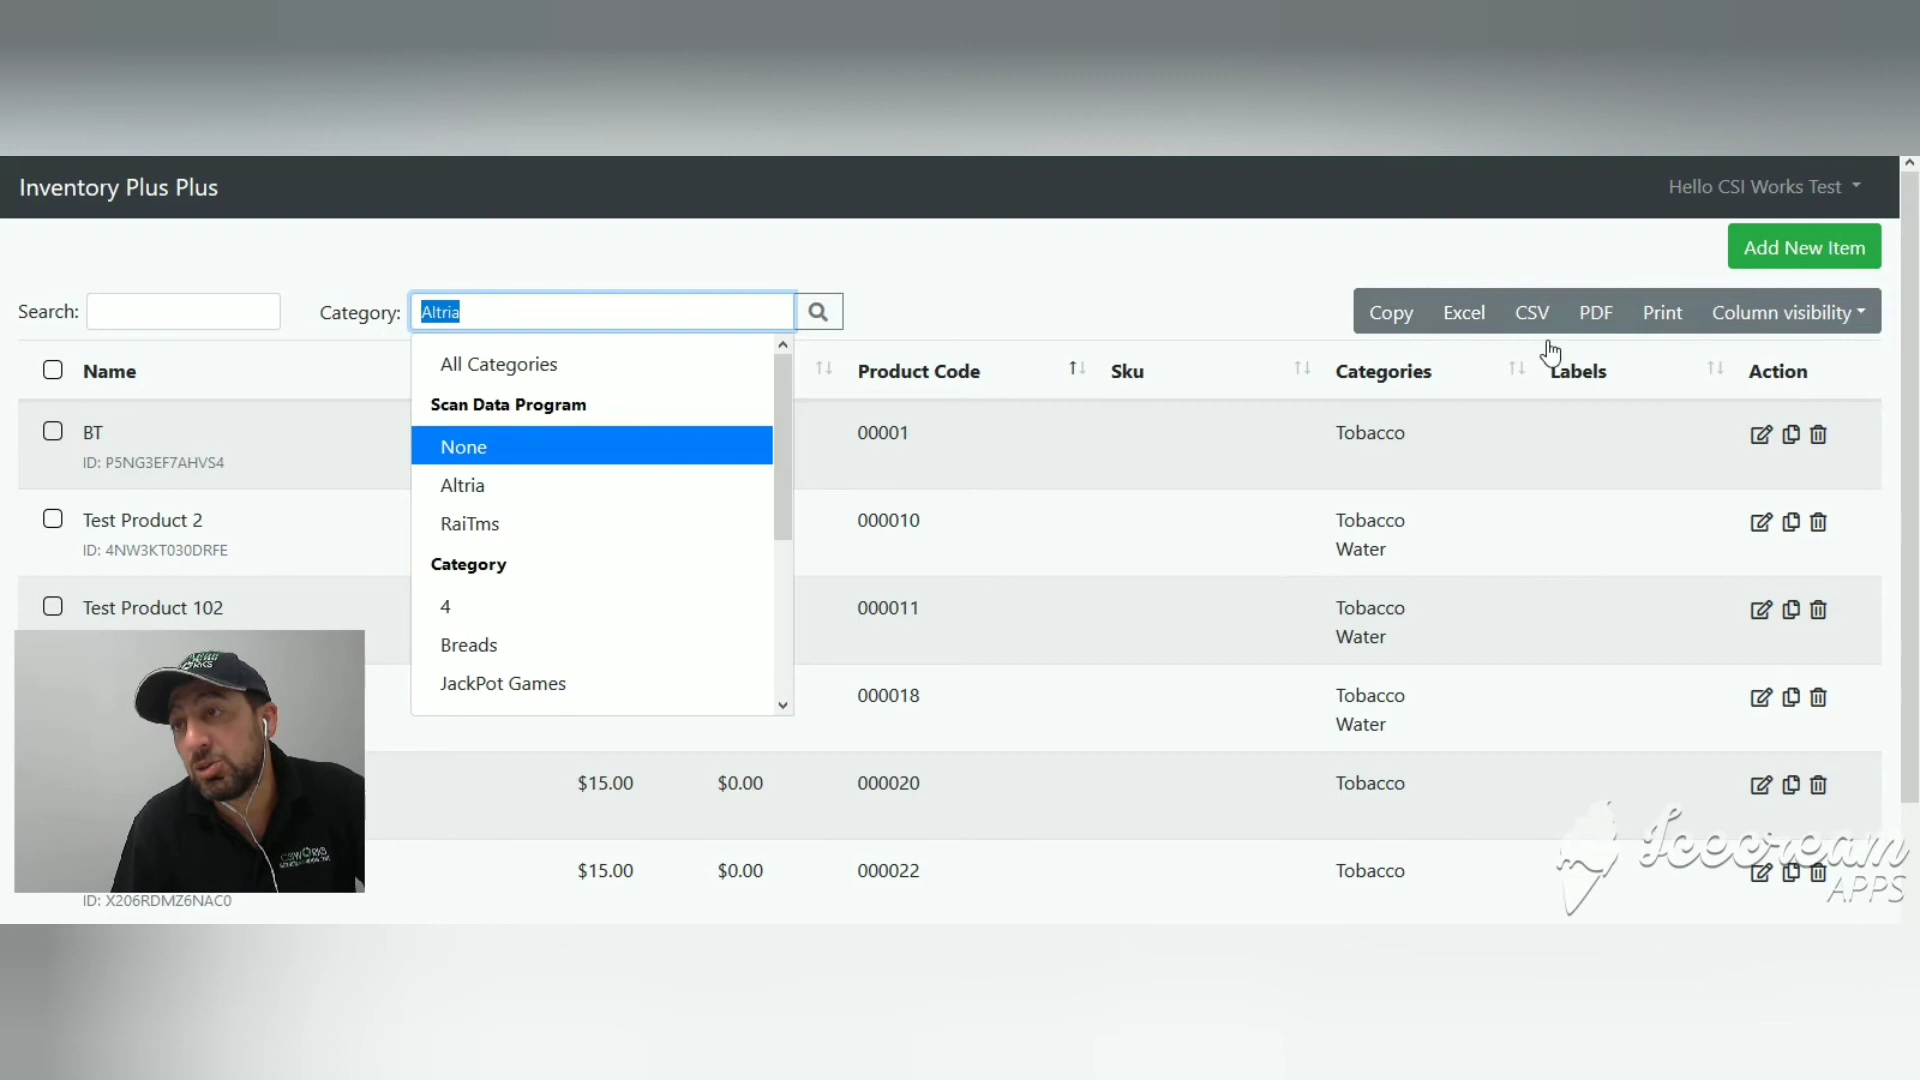 Inventory Plus Plus
Hello CSI Works Test
Add New Item
Search:
Category: Altria
Copy Excel CSV PDF Print Column visibility
Name Product Code Sku Categories Labels Action
All Categories
Scan Data Program
None
Altria
RaiTms
Category
4
Breads
JackPot Games
BT 00001 Tobacco
ID: P5NG3EF7AHVS4
Test Product 2 000010 Tobacco
ID: 4NW3KT030DRFE Water
Test Product 102 000011 Tobacco
Water
000018 Tobacco
Water
$15.00 $0.00 000020 Tobacco
$15.00 $0.00 000022 Tobacco
ID: X206RDMZ6NAC0
Icecream
APPS
CSIWORKS